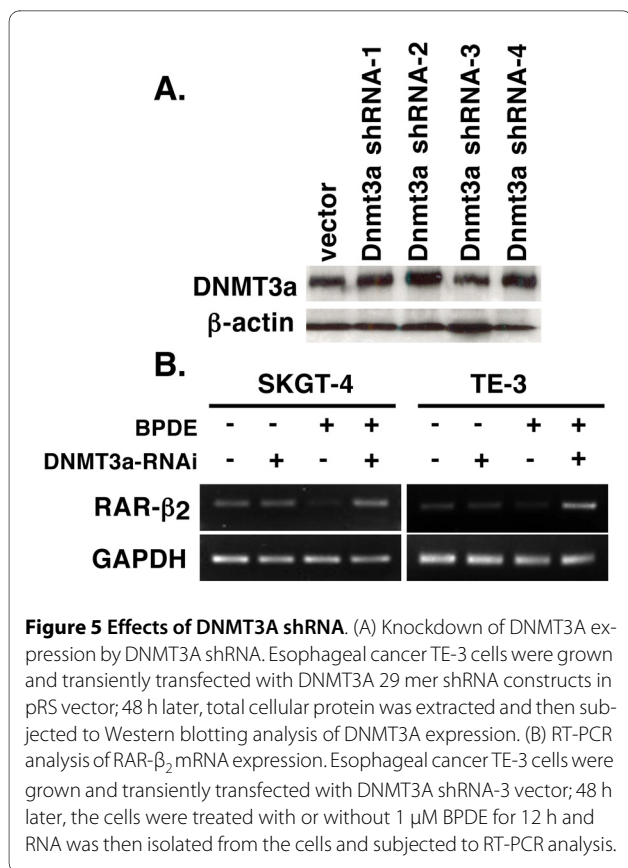 A.
vector
Dnmt3a shRNA-1
Dnmt3a shRNA-2
Dnmt3a shRNA-3
Dnmt3a shRNA-4
DNMT3a
β-actin
B.
SKGT-4 TE-3
BPDE - - + + - - + +
DNMT3a-RNAi - + - + - + - +
RAR-β2
GAPDH
Figure 5 Effects of DNMT3A shRNA. (A) Knockdown of DNMT3A ex-
pression by DNMT3A shRNA. Esophageal cancer TE-3 cells were grown
and transiently transfected with DNMT3A 29 mer shRNA constructs in
pRS vector; 48 h later, total cellular protein was extracted and then sub-
jected to Western blotting analysis of DNMT3A expression. (B) RT-PCR
analysis of RAR-β2 mRNA expression. Esophageal cancer TE-3 cells were
grown and transiently transfected with DNMT3A shRNA-3 vector; 48 h
later, the cells were treated with or without 1 μM BPDE for 12 h and
RNA was then isolated from the cells and subjected to RT-PCR analysis.